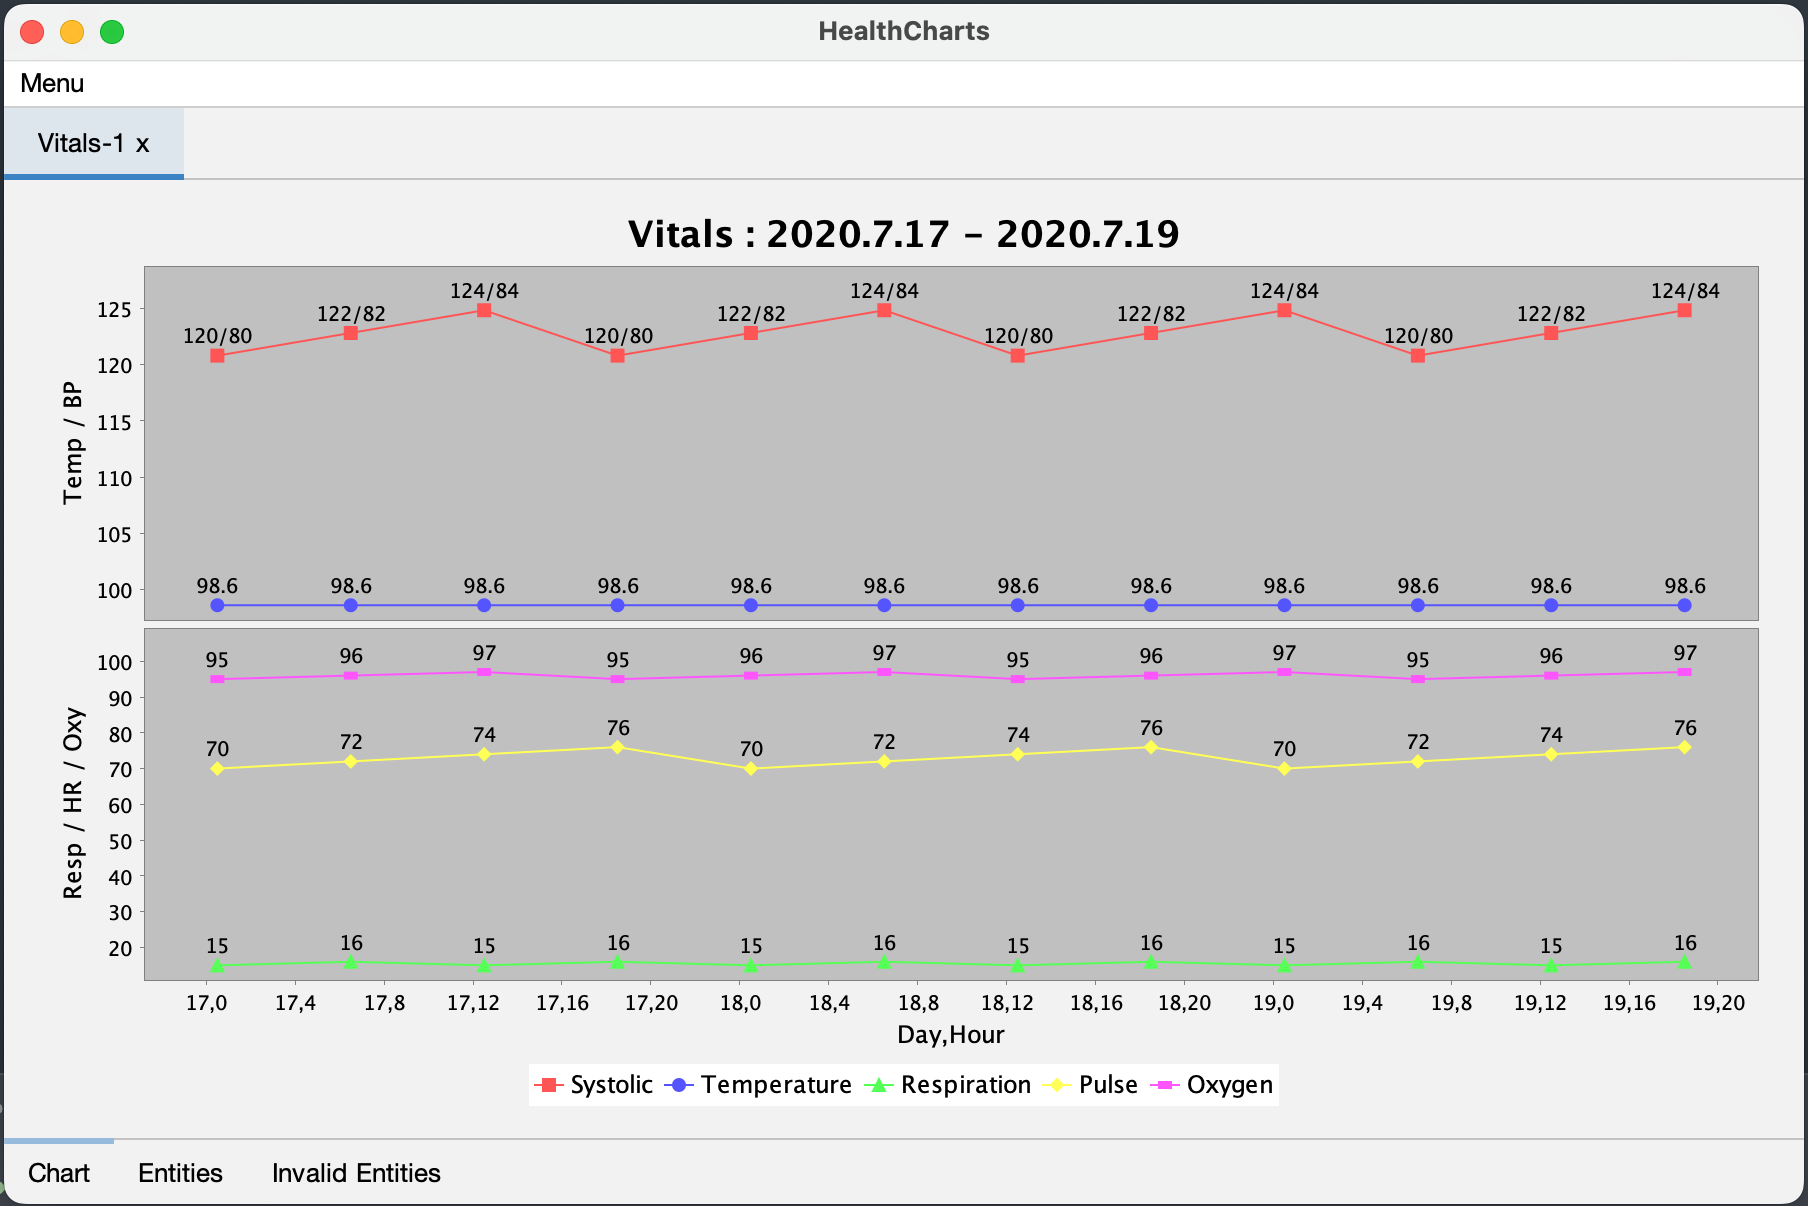 HealthCharts
Menu
Vitals-1 x
Vitals : 2020.7.17 - 2020.7.19
Temp / BP
125
120
115
110
105
100
120/80 122/82 124/84 120/80 122/82 124/84 120/80 122/82 124/84 120/80 122/82 124/84
98.6 98.6 98.6 98.6 98.6 98.6 98.6 98.6 98.6 98.6 98.6 98.6
Resp / HR / Oxy
100
90
80
70
60
50
40
30
20
95 96 97 95 96 97 95 96 97 95 96 97
70 72 74 76 70 72 74 76 70 72 74 76
15 16 15 16 15 16 15 16 15 16 15 16
17,0 17,4 17,8 17,12 17,16 17,20 18,0 18,4 18,8 18,12 18,16 18,20 19,0 19,4 19,8 19,12 19,16 19,20
Day,Hour
Systolic Temperature Respiration Pulse Oxygen
Chart Entities Invalid Entities